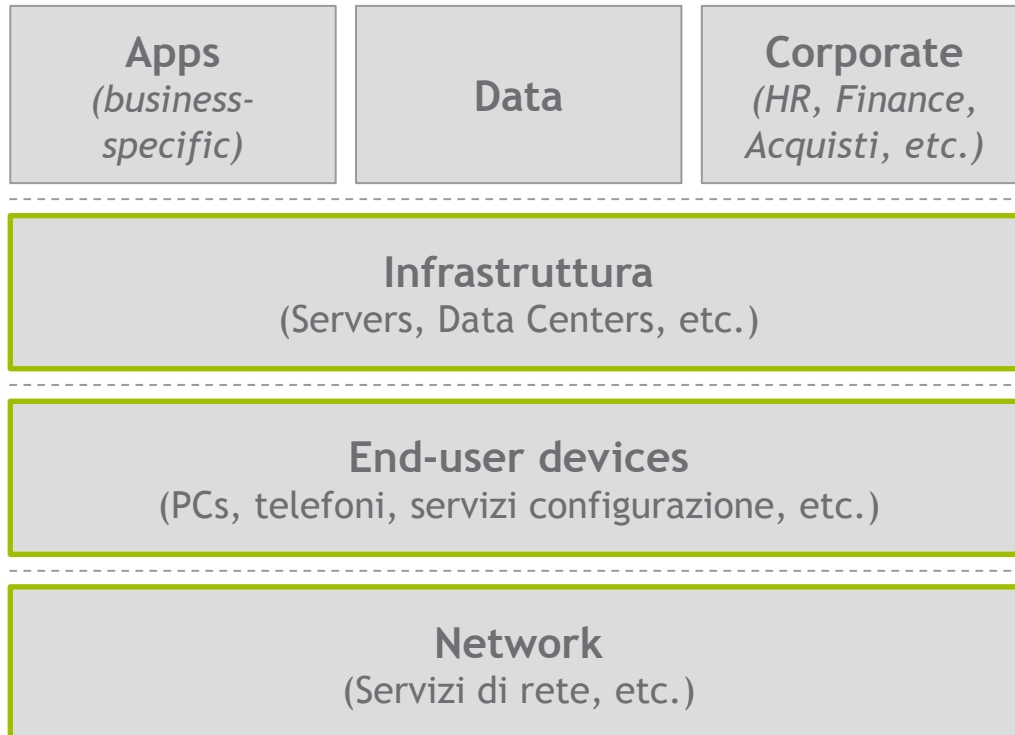 Apps
(business-
specific)
Data
Corporate
(HR, Finance,
Acquisti, etc.)
Infrastruttura
(Servers, Data Centers, etc.)
End-user devices
(PCs, telefoni, servizi configurazione, etc.)
Network
(Servizi di rete, etc.)